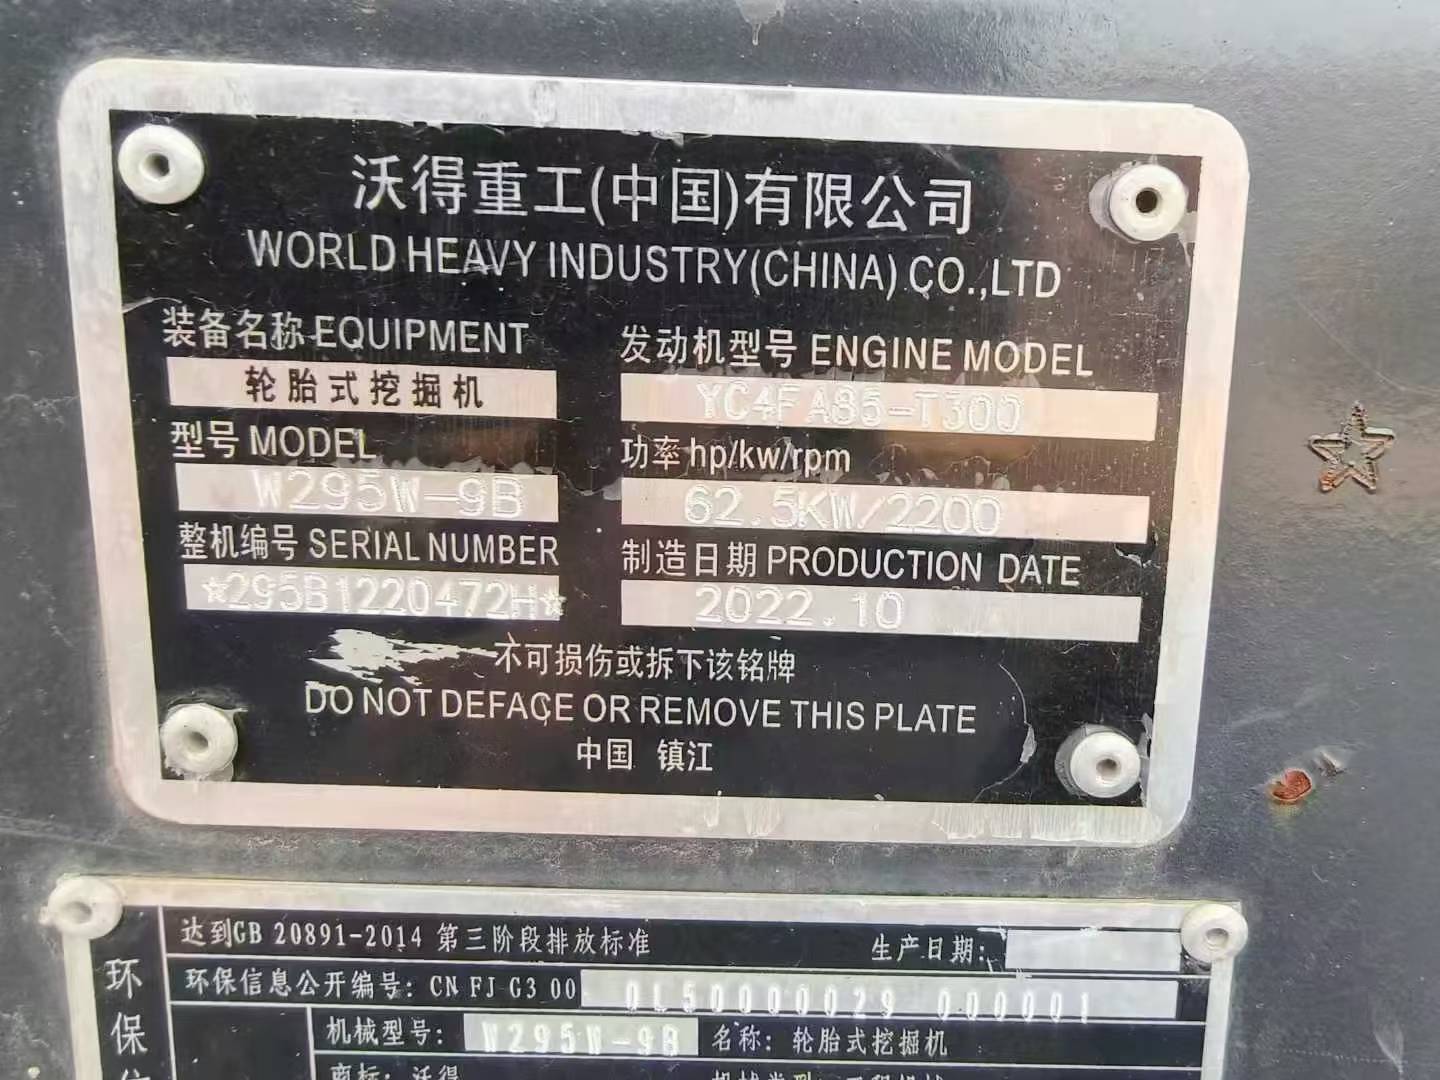 沃得重工(中国)有限公司
WORLD HEAVY INDUSTRY(CHINA) CO.,LTD
装备名称 EQUIPMENT
轮胎式挖掘机
型号 MODEL
W295W-9B
整机编号 SERIAL NUMBER
☆295B1220472H☆
发动机型号 ENGINE MODEL
YC4FA85-T300
功率 hp/kw/rpm
62.5KW/2200
制造日期 PRODUCTION DATE
2022.10
不可损伤或拆下该铭牌
DO NOT DEFACE OR REMOVE THIS PLATE
中国 镇江
达到GB 20891-2014 第三阶段排放标准 生产日期:
环保信息公开编号: CN FJ G3 00 0L50000029 000001
机械型号: W295W-9B 名称: 轮胎式挖掘机
商标: 沃得
环保